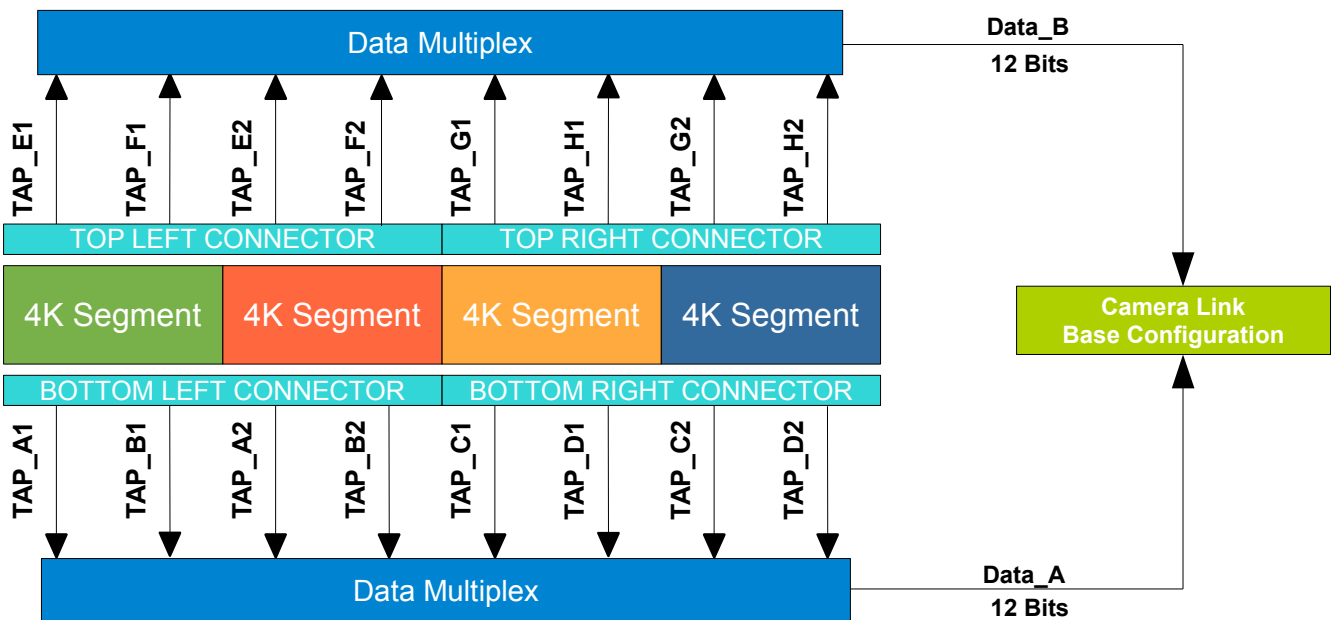 Data Multiplex
Data_B
12 Bits
TAP_E1
TAP_F1
TAP_E2
TAP_F2
TAP_G1
TAP_H1
TAP_G2
TAP_H2
TOP LEFT CONNECTOR
TOP RIGHT CONNECTOR
4K Segment
4K Segment
4K Segment
4K Segment
Camera Link
Base Configuration
BOTTOM LEFT CONNECTOR
BOTTOM RIGHT CONNECTOR
TAP_A1
TAP_B1
TAP_A2
TAP_B2
TAP_C1
TAP_D1
TAP_C2
TAP_D2
Data Multiplex
Data_A
12 Bits